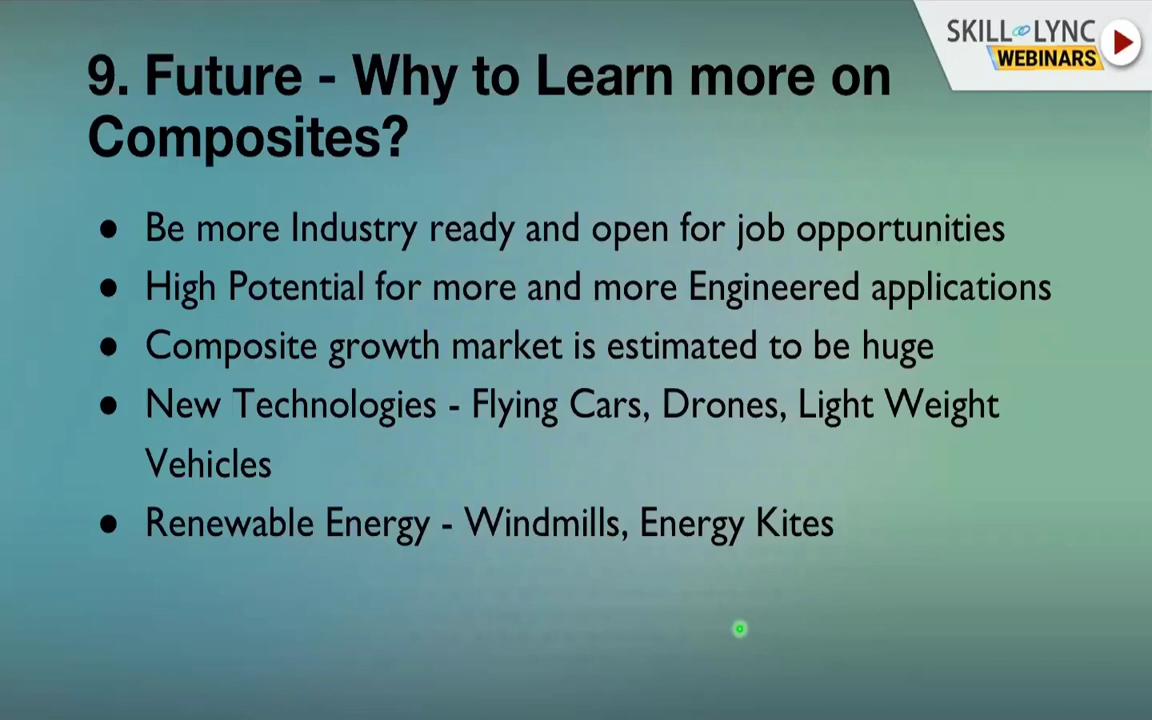 SKILL LYNC
WEBINARS
9. Future - Why to Learn more on
Composites?
● Be more Industry ready and open for job opportunities
● High Potential for more and more Engineered applications
● Composite growth market is estimated to be huge
● New Technologies - Flying Cars, Drones, Light Weight
Vehicles
● Renewable Energy - Windmills, Energy Kites